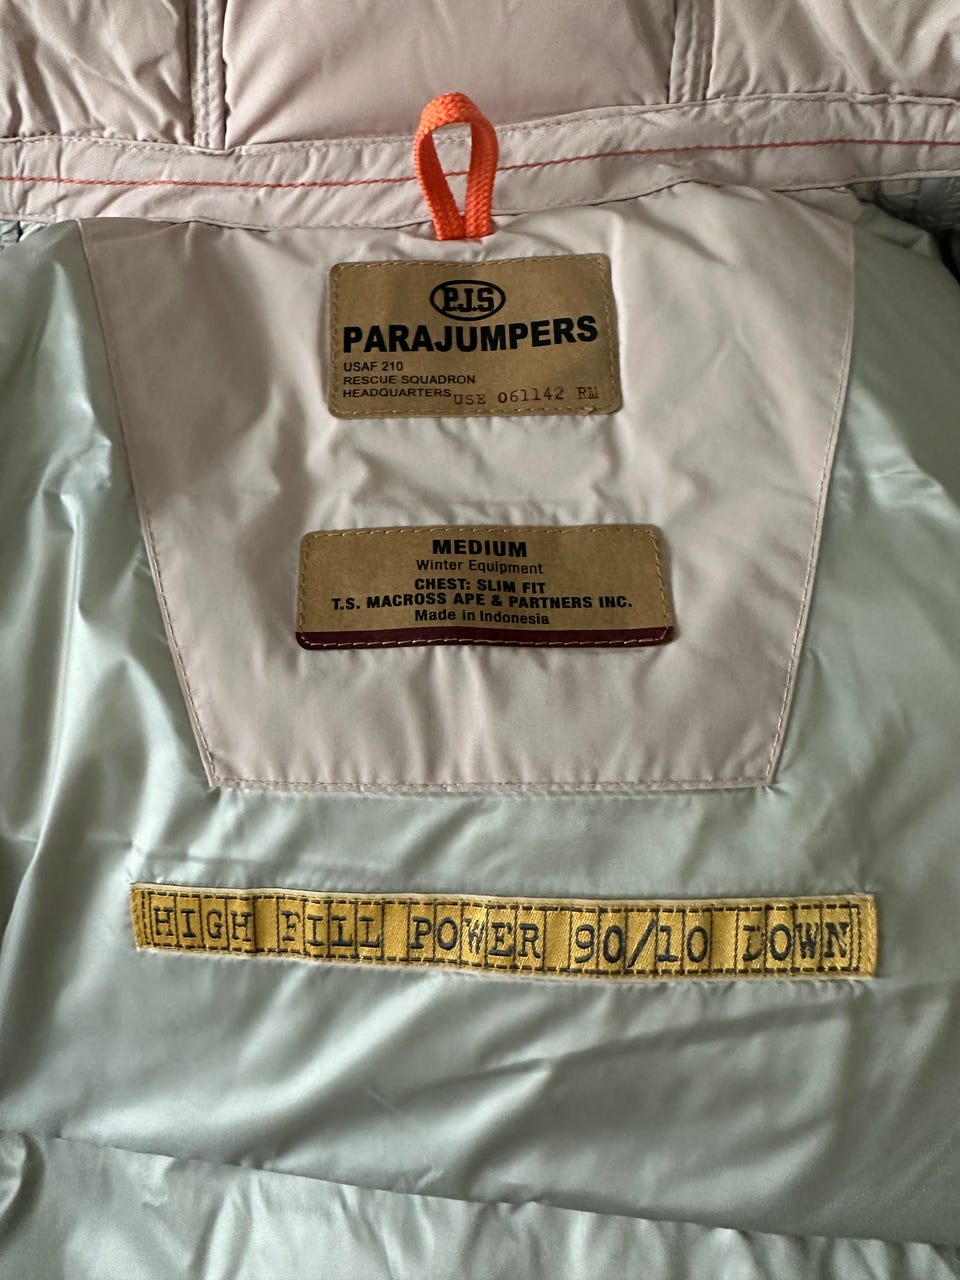 P.J.S
PARAJUMPERS
USAF 210
RESCUE SQUADRON
HEADQUARTERS USE 061142 RM
MEDIUM
Winter Equipment
CHEST: SLIM FIT
T.S. MACROSS APE & PARTNERS INC.
Made in Indonesia
HIGH FILL POWER 90/10 DOWN